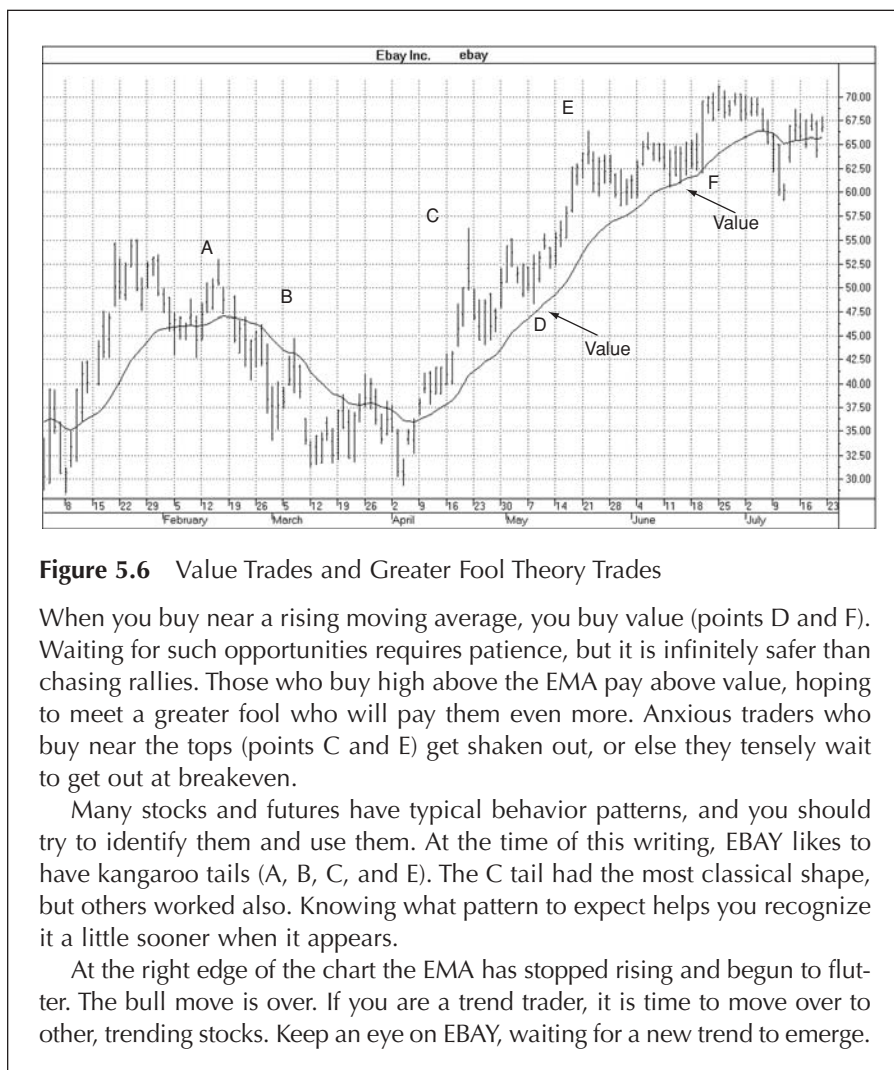 Ebay Inc. ebay
70.00
67.50
65.00
62.50
60.00
57.50
55.00
52.50
50.00
47.50
45.00
42.50
40.00
37.50
35.00
32.50
30.00
A
B
C
D
E
F
Value
Value
8 15 22 29 5 12 19 26 5 12 19 26 2 9 16 23 30 7 14 21 28 4 11 18 25 2 9 16 23
February March April May June July
Figure 5.6 Value Trades and Greater Fool Theory Trades
When you buy near a rising moving average, you buy value (points D and F).
Waiting for such opportunities requires patience, but it is infinitely safer than
chasing rallies. Those who buy high above the EMA pay above value, hoping
to meet a greater fool who will pay them even more. Anxious traders who
buy near the tops (points C and E) get shaken out, or else they tensely wait
to get out at breakeven.
Many stocks and futures have typical behavior patterns, and you should
try to identify them and use them. At the time of this writing, EBAY likes to
have kangaroo tails (A, B, C, and E). The C tail had the most classical shape,
but others worked also. Knowing what pattern to expect helps you recognize
it a little sooner when it appears.
At the right edge of the chart the EMA has stopped rising and begun to flut-
ter. The bull move is over. If you are a trend trader, it is time to move over to
other, trending stocks. Keep an eye on EBAY, waiting for a new trend to emerge.